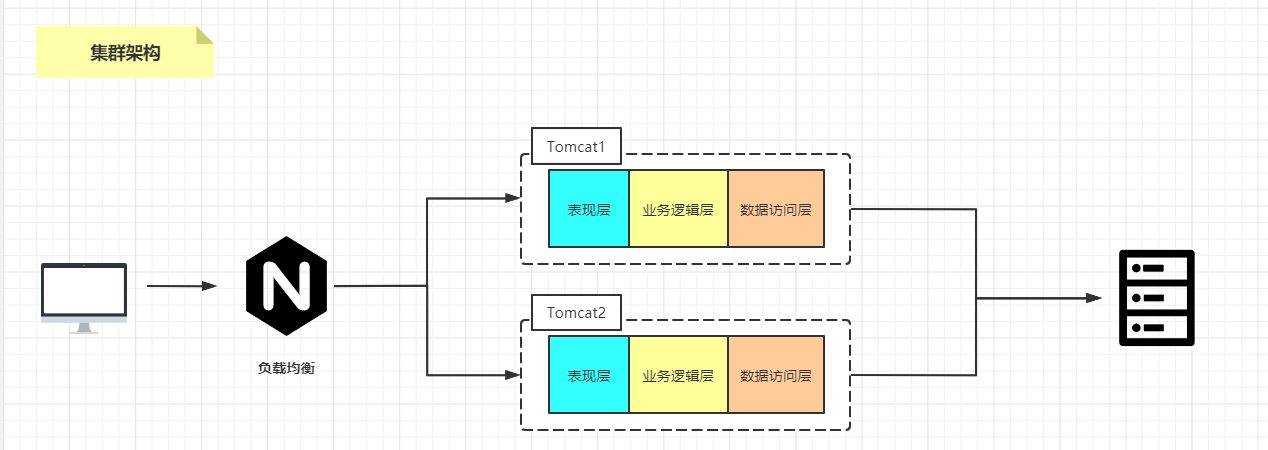 集群架构
Tomcat1
表现层
业务逻辑层
数据访问层
N
负载均衡
Tomcat2
表现层
业务逻辑层
数据访问层